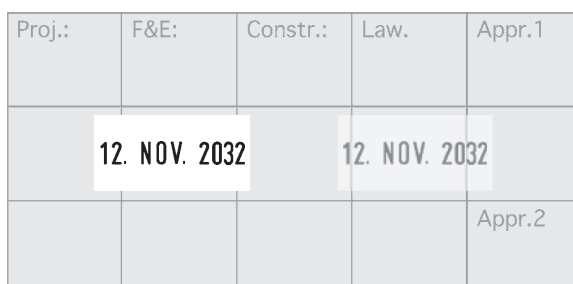 Proj.: F&E: Constr.: Law. Appr.1
12. NOV. 2032 12. NOV. 2032
Appr.2